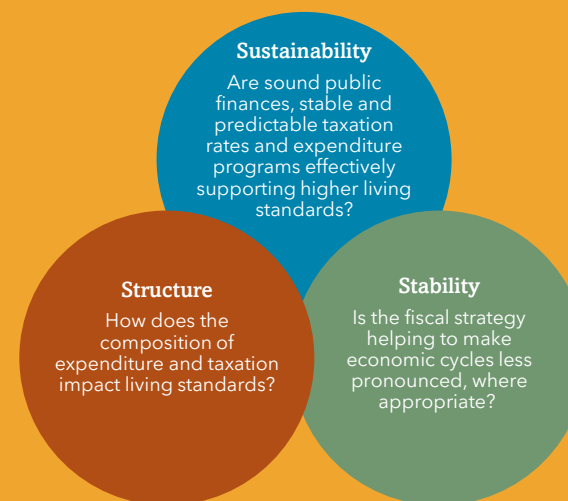 Sustainability
Are sound public
finances, stable and
predictable taxation
rates and expenditure
programs effectively
supporting higher living
standards?
Structure
How does the
composition of
expenditure and taxation
impact living standards?
Stability
Is the fiscal strategy
helping to make
economic cycles less
pronounced, where
appropriate?